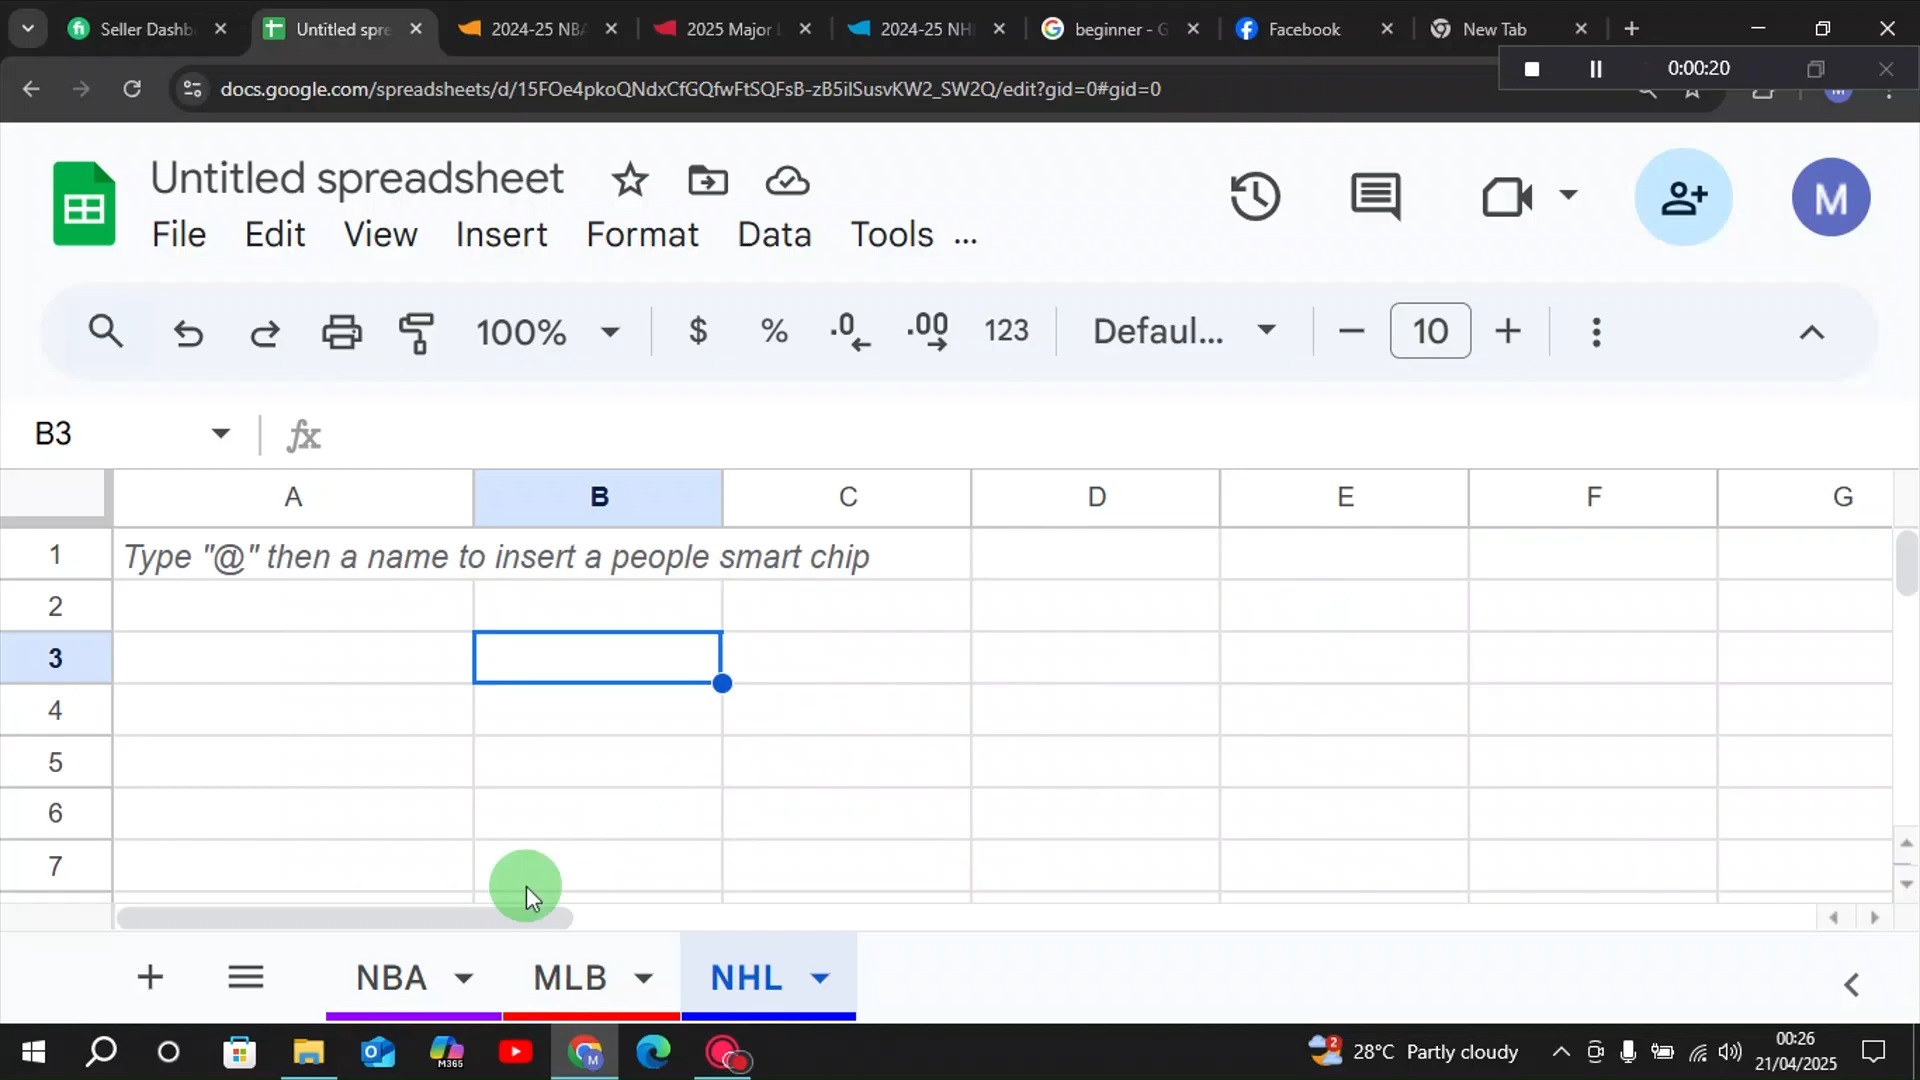 Seller Dashb
Untitled spre
2024-25 NBA
2025 Major
2024-25 NH
beginner - G
Facebook
New Tab
docs.google.com/spreadsheets/d/15FOe4pkoQNdxCfGQfwFtSQFsB-zB5ilSusvKW2_SW2Q/edit?gid=0#gid=0
0:00:20
Untitled spreadsheet
File Edit View Insert Format Data Tools ...
M
100% $ % .0 .00 123 Defaul... 10
B3 fx
A B C D E F G
1 Type "@" then a name to insert a people smart chip
2
3
4
5
6
7
NBA MLB NHL
M365
M
2
28°C Partly cloudy
00:26
21/04/2025